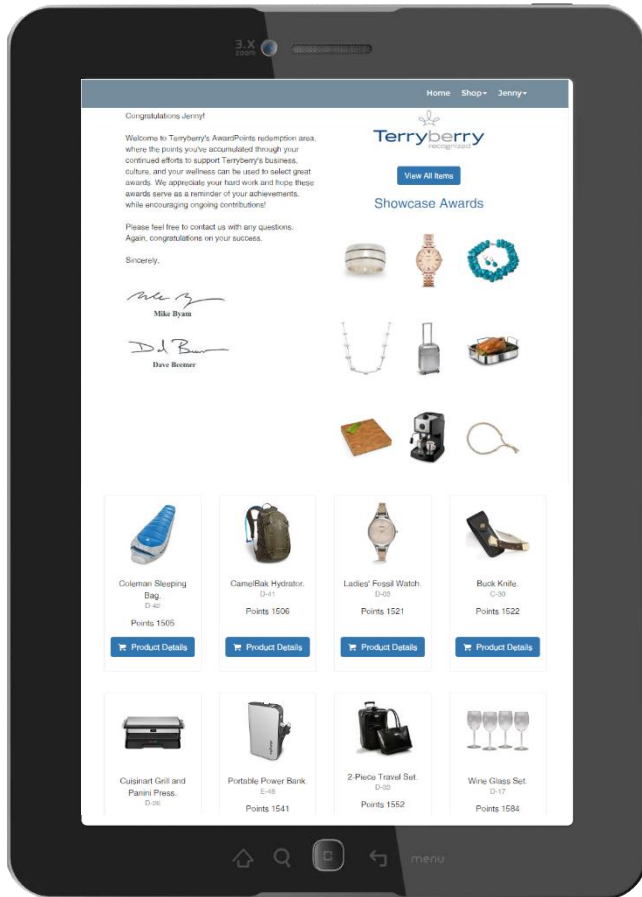 3.X
zoom
Home Shop Jenny
Congratulations Jenny!
Welcome to Terryberry's AwardPoints redemption area,
where the points you've accumulated through your
continued efforts to support Terryberry's business,
culture, and your wellness can be used to select great
awards. We appreciate your hard work and hope these
awards serve as a reminder of your achievements,
while encouraging ongoing contributions!
Please feel free to contact us with any questions.
Again, congratulations on your success.
Sincerely,
Mike Byam
Dave Beemer
Terryberry
recognized
View All Items
Showcase Awards
Coleman Sleeping
Bag.
D-42
Points 1505
Product Details
CamelBak Hydrator.
D-41
Points 1506
Product Details
Ladies' Fossil Watch.
D-03
Points 1521
Product Details
Buck Knife.
C-30
Points 1522
Product Details
Cuisinart Grill and
Panini Press.
D-26
Portable Power Bank.
E-48
Points 1541
2-Piece Travel Set.
Points 1552
Wine Glass Set.
D-17
Points 1584
menu